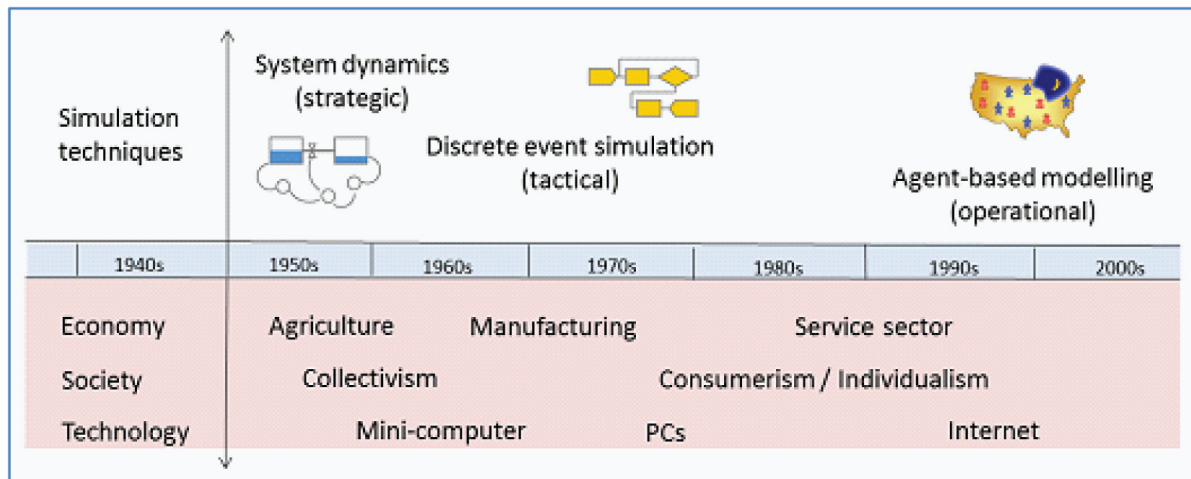 System dynamics
(strategic)
Simulation
techniques
Discrete event simulation
(tactical)
Agent-based modelling
(operational)
1940s 1950s 1960s 1970s 1980s 1990s 2000s
Economy Agriculture Manufacturing Service sector
Society Collectivism Consumerism / Individualism
Technology Mini-computer PCs Internet